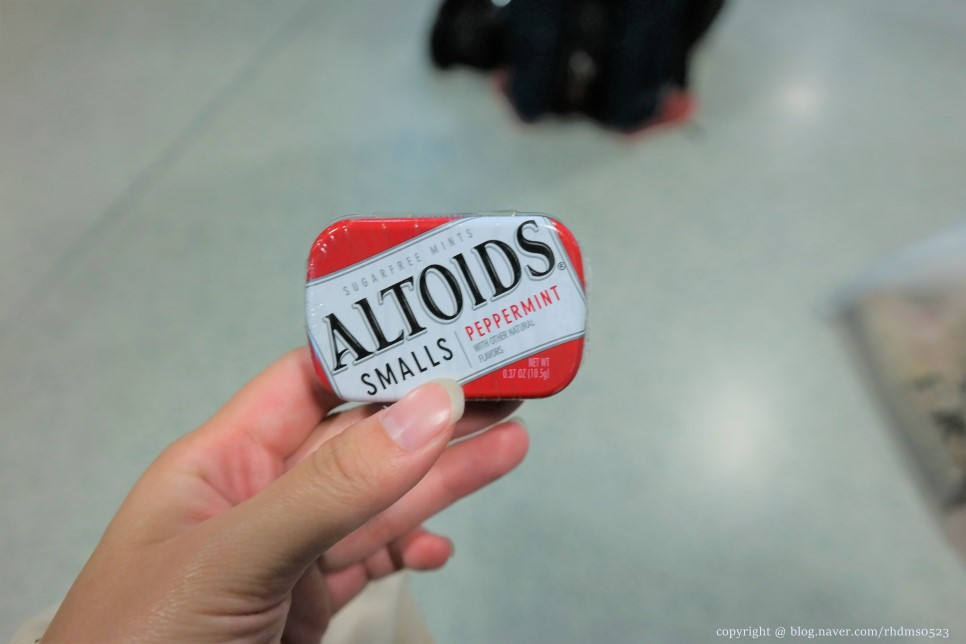 SUGARFREE MINTS
ALTOIDS®
SMALLS
PEPPERMINT
WITH OTHER NATURAL
FLAVORS
NET WT
0.37 OZ (10.5g)
copyright @ blog.naver.com/rhdms0523